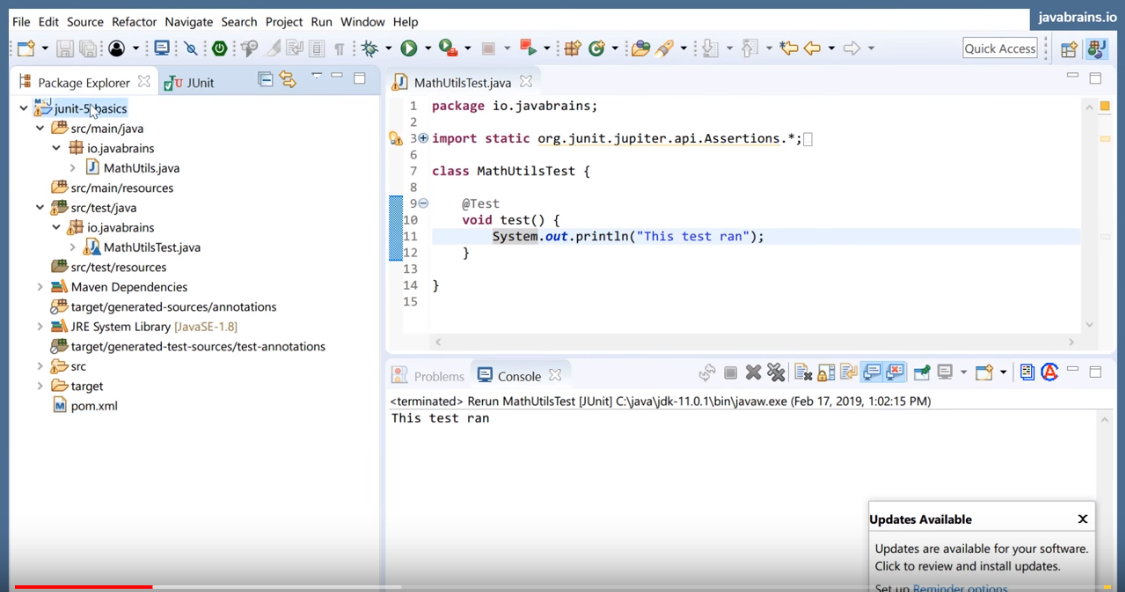 javabrains.io
File Edit Source Refactor Navigate Search Project Run Window Help
Quick Access
Package Explorer JUnit
junit-5-basics
src/main/java
io.javabrains
MathUtils.java
src/main/resources
src/test/java
io.javabrains
MathUtilsTest.java
src/test/resources
Maven Dependencies
target/generated-sources/annotations
JRE System Library [JavaSE-1.8]
target/generated-test-sources/test-annotations
src
target
pom.xml
MathUtilsTest.java
1 package io.javabrains;
2
3 import static org.junit.jupiter.api.Assertions.*;
6
7 class MathUtilsTest {
8
9 @Test
10 void test() {
11 System.out.println("This test ran");
12 }
13
14 }
15
Problems Console
<terminated> Rerun MathUtilsTest [JUnit] C:\java\jdk-11.0.1\bin\javaw.exe (Feb 17, 2019, 1:02:15 PM)
This test ran
Updates Available X
Updates are available for your software.
Click to review and install updates.
Set up Reminder options